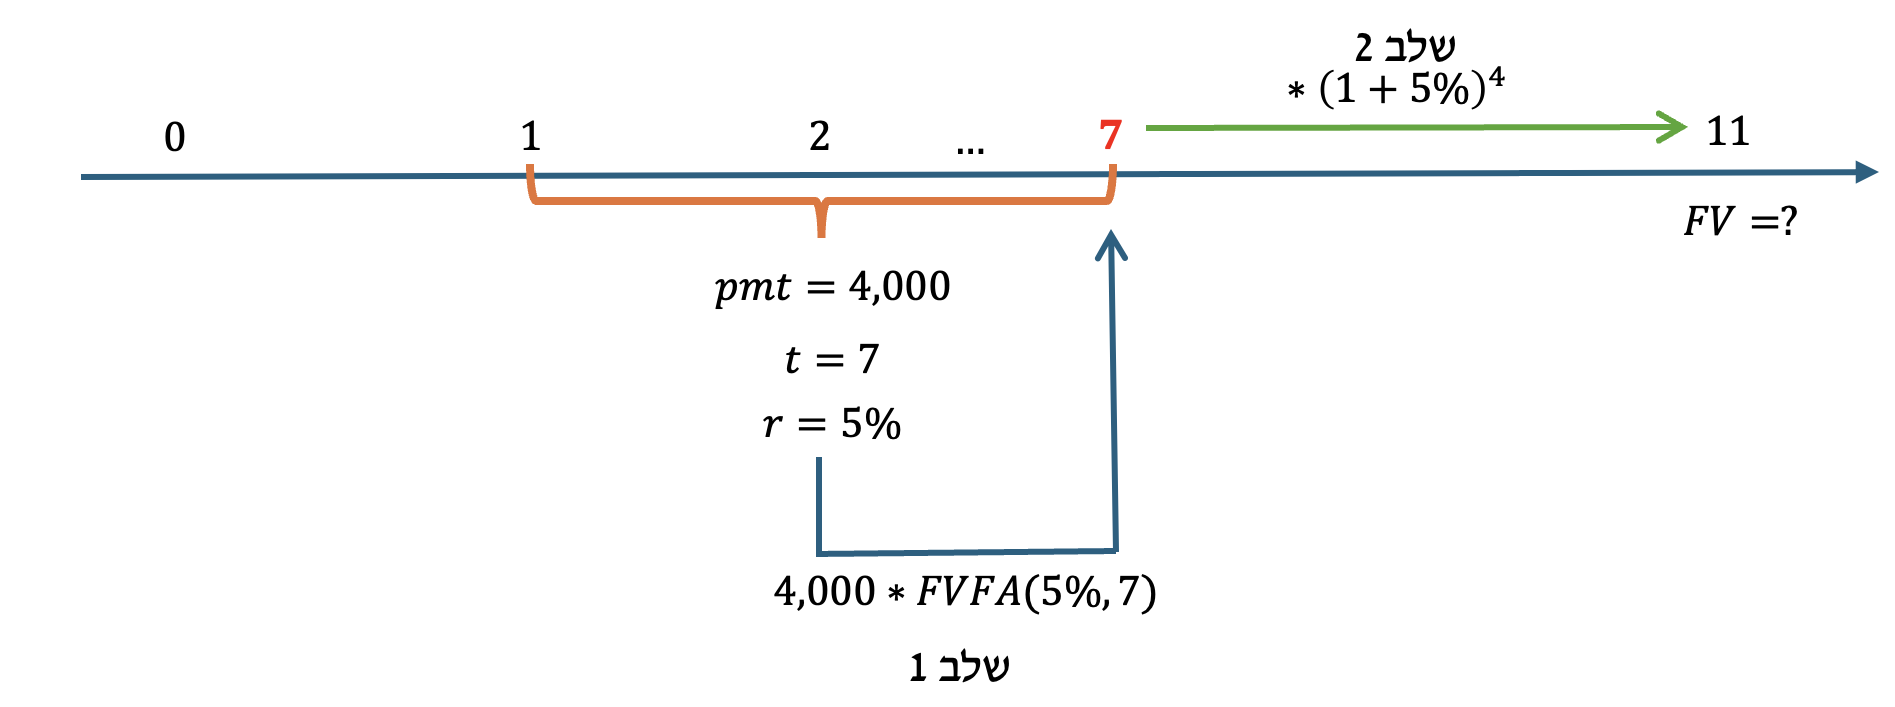 שלב 2
* (1 + 5%)⁴
0 1 2 ... 7 11
FV =?
pmt = 4,000
t = 7
r = 5%
4,000 * FVFA(5%, 7)
שלב 1